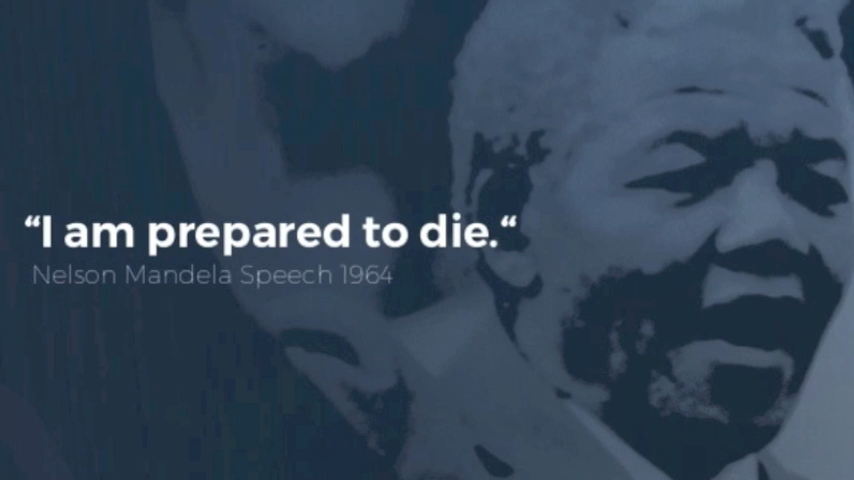 “I am prepared to die.“
Nelson Mandela Speech 1964